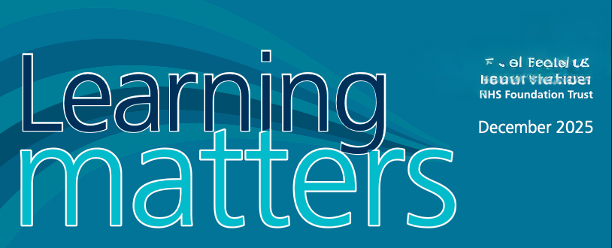 Learning
matters
NHS Foundation Trust
December 2025